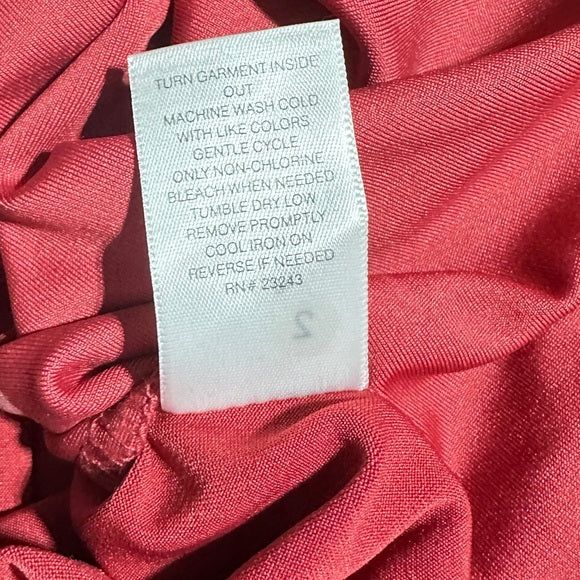 TURN GARMENT INSIDE
OUT
MACHINE WASH COLD
WITH LIKE COLORS
GENTLE CYCLE
ONLY NON-CHLORINE
BLEACH WHEN NEEDED
TUMBLE DRY LOW
REMOVE PROMPTLY
COOL IRON ON
REVERSE IF NEEDED
RN# 23243
2